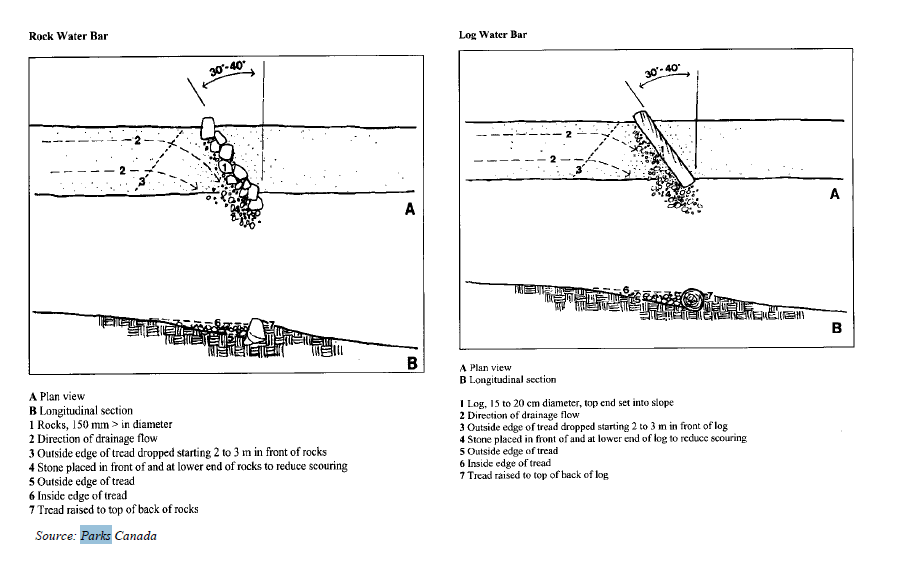 Rock Water Bar
30°-40°
2
1
2
3
A
6
7
B
A Plan view
B Longitudinal section
1 Rocks, 150 mm > in diameter
2 Direction of drainage flow
3 Outside edge of tread dropped starting 2 to 3 m in front of rocks
4 Stone placed in front of and at lower end of rocks to reduce scouring
5 Outside edge of tread
6 Inside edge of tread
7 Tread raised to top of back of rocks
Source: Parks Canada
Log Water Bar
30°-40°
2
2
3
4
A
6
7
B
A Plan view
B Longitudinal section
1 Log, 15 to 20 cm diameter, top end set into slope
2 Direction of drainage flow
3 Outside edge of tread dropped starting 2 to 3 m in front of log
4 Stone placed in front of and at lower end of log to reduce scouring
5 Outside edge of tread
6 Inside edge of tread
7 Tread raised to top of back of log